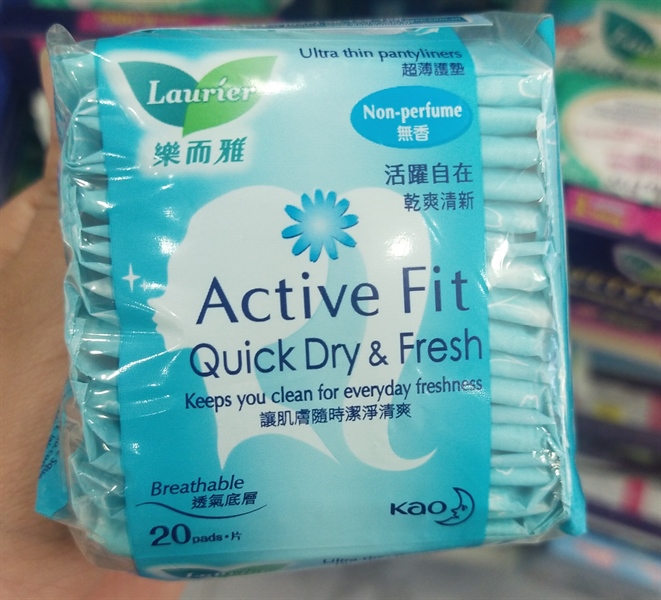 Ultra thin pantyliners
超薄護墊
Laurier
樂而雅
Non-perfume
無香
活躍自在
乾爽清新
Active Fit
Quick Dry & Fresh
Keeps you clean for everyday freshness
讓肌膚隨時潔淨清爽
Breathable
透氣底層
20 pads・片
Kao
Ultra thin